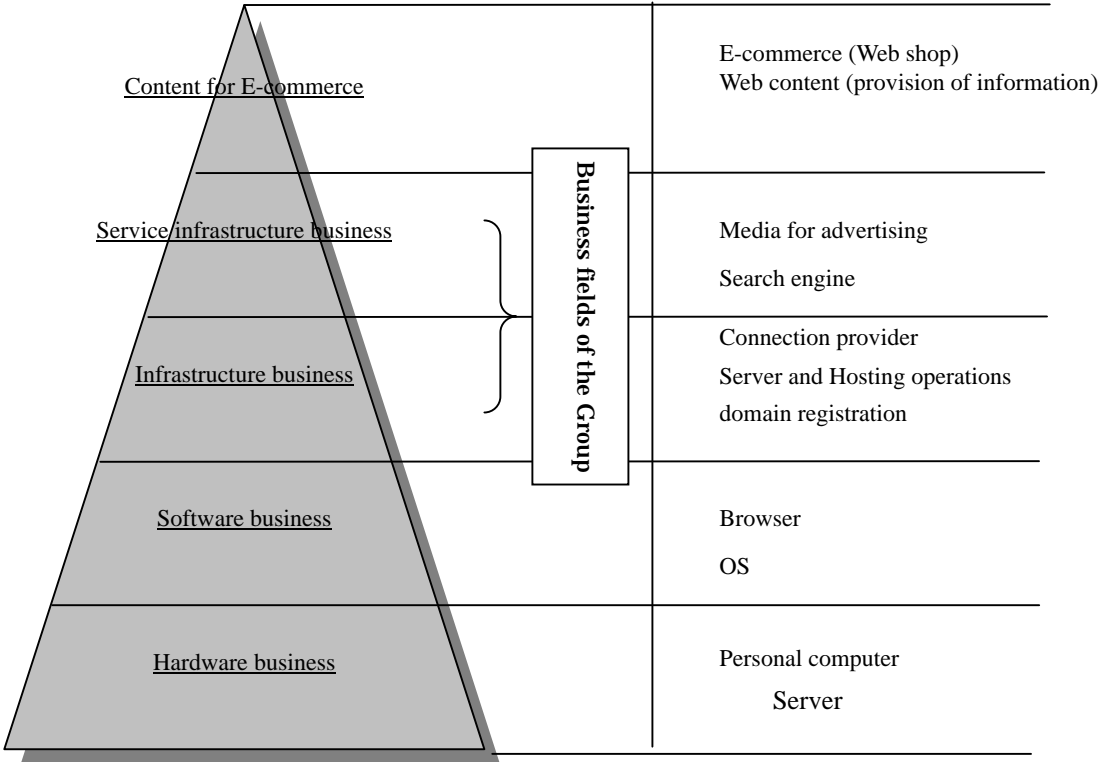 Content for E-commerce
E-commerce (Web shop)
Web content (provision of information)
Business fields of the Group
Service infrastructure business
Media for advertising
Search engine
Infrastructure business
Connection provider
Server and Hosting operations
domain registration
Software business
Browser
OS
Hardware business
Personal computer
Server